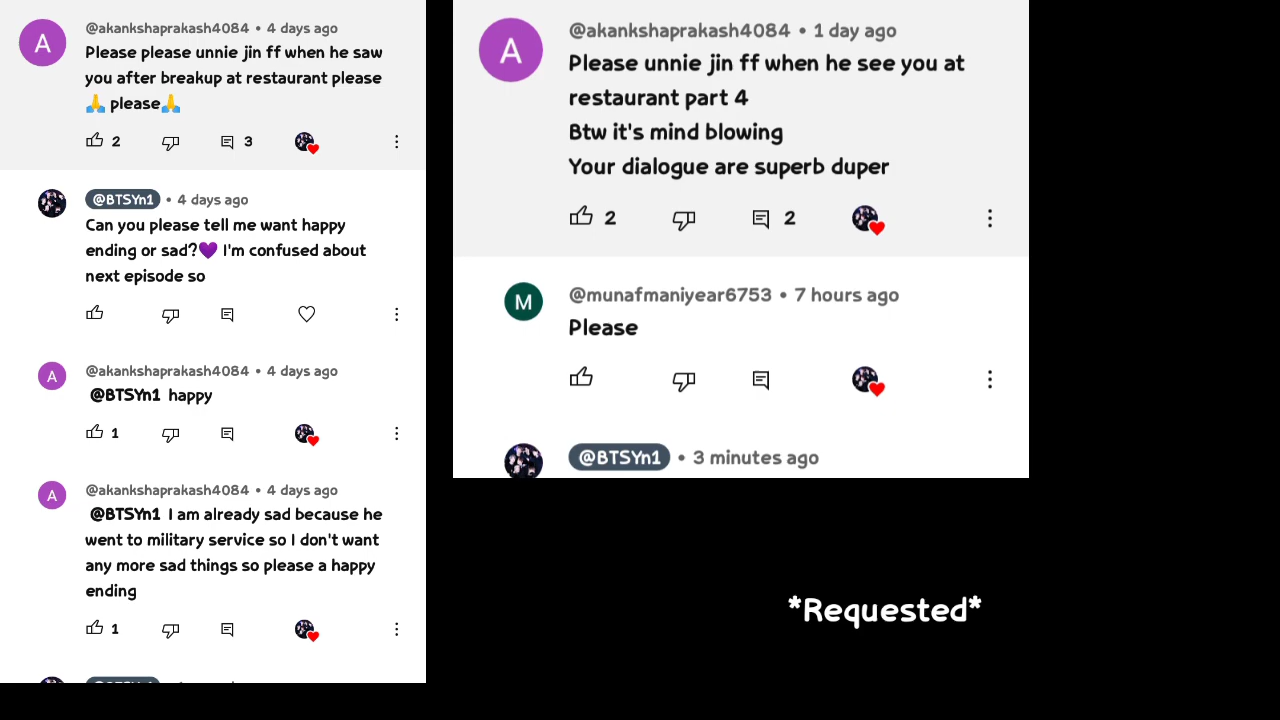 @akankshaprakash4084 • 4 days ago
Please please unnie jin ff when he saw
you after breakup at restaurant please
🙏 please🙏
2 3
@BTSYn1 • 4 days ago
Can you please tell me want happy
ending or sad?💜 I'm confused about
next episode so
@akankshaprakash4084 • 4 days ago
@BTSYn1 happy
1
@akankshaprakash4084 • 4 days ago
@BTSYn1 I am already sad because he
went to military service so I don't want
any more sad things so please a happy
ending
1
@akankshaprakash4084 • 1 day ago
Please unnie jin ff when he see you at
restaurant part 4
Btw it's mind blowing
Your dialogue are superb duper
2 2
@munafmaniyear6753 • 7 hours ago
Please
@BTSYn1 • 3 minutes ago
*Requested*